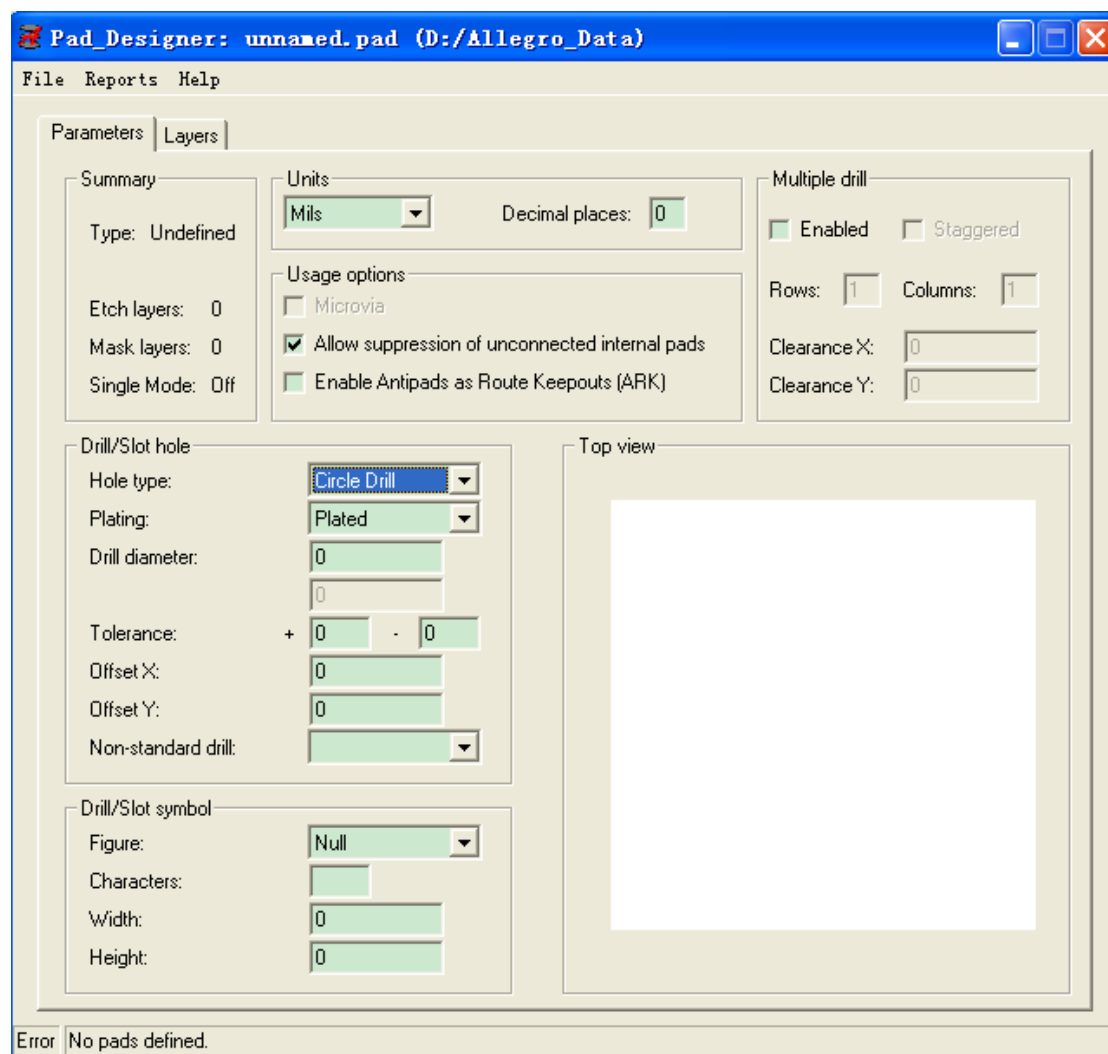 Pad_Designer: unnamed.pad (D:/Allegro_Data)
File Reports Help
Parameters Layers
Summary
Type: Undefined
Etch layers: 0
Mask layers: 0
Single Mode: Off
Units
Mils Decimal places: 0
Usage options
Microvia
Allow suppression of unconnected internal pads
Enable Antipads as Route Keepouts (ARK)
Multiple drill
Enabled Staggered
Rows: 1 Columns: 1
Clearance X: 0
Clearance Y: 0
Drill/Slot hole
Hole type: Circle Drill
Plating: Plated
Drill diameter: 0
0
Tolerance: + 0 - 0
Offset X: 0
Offset Y: 0
Non-standard drill:
Drill/Slot symbol
Figure: Null
Characters:
Width: 0
Height: 0
Top view
Error No pads defined.